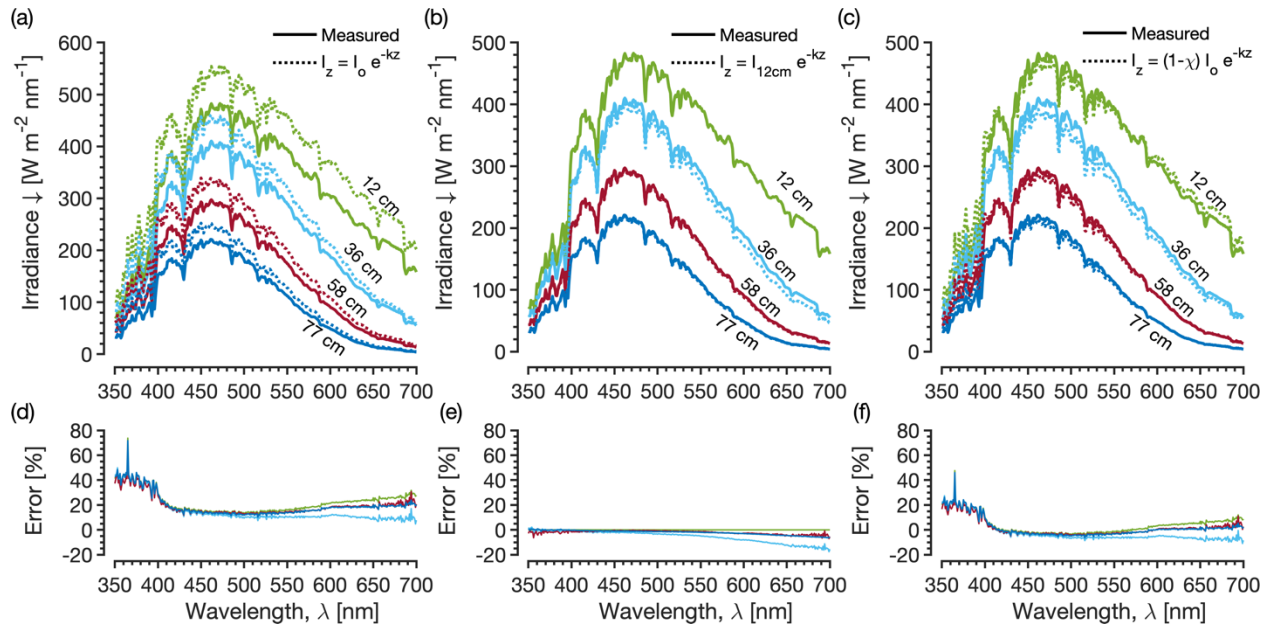 (a)
600
500
400
300
200
100
0
Irradiance ↓ [W m-2 nm-1]
Measured
Iz = Io e-kz
12 cm
36 cm
58 cm
77 cm
350 400 450 500 550 600 650 700
(b)
500
400
300
200
100
0
Irradiance ↓ [W m-2 nm-1]
Measured
Iz = I12cm e-kz
12 cm
36 cm
58 cm
77 cm
350 400 450 500 550 600 650 700
(c)
500
400
300
200
100
0
Irradiance ↓ [W m-2 nm-1]
Measured
Iz = (1-χ) Io e-kz
12 cm
36 cm
58 cm
77 cm
350 400 450 500 550 600 650 700
(d)
80
60
40
20
0
-20
Error [%]
350 400 450 500 550 600 650 700
Wavelength, λ [nm]
(e)
80
60
40
20
0
-20
Error [%]
350 400 450 500 550 600 650 700
Wavelength, λ [nm]
(f)
80
60
40
20
0
-20
Error [%]
350 400 450 500 550 600 650 700
Wavelength, λ [nm]